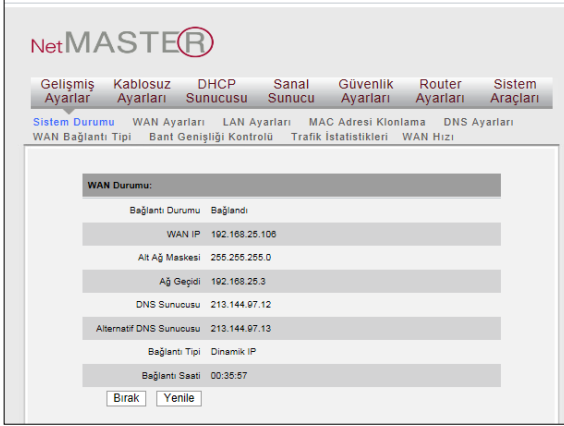 NetMASTER
Gelişmiş Ayarlar Kablosuz Ayarları DHCP Sunucusu Sanal Sunucu Güvenlik Ayarları Router Ayarları Sistem Araçları
Sistem Durumu WAN Ayarları LAN Ayarları MAC Adresi Klonlama DNS Ayarları
WAN Bağlantı Tipi Bant Genişliği Kontrolü Trafik İstatistikleri WAN Hızı
WAN Durumu:
Bağlantı Durumu Bağlandı
WAN IP 192.168.25.106
Alt Ağ Maskesi 255.255.255.0
Ağ Geçidi 192.168.25.3
DNS Sunucusu 213.144.97.12
Alternatif DNS Sunucusu 213.144.97.13
Bağlantı Tipi Dinamik IP
Bağlantı Saati 00:35:57
Bırak Yenile